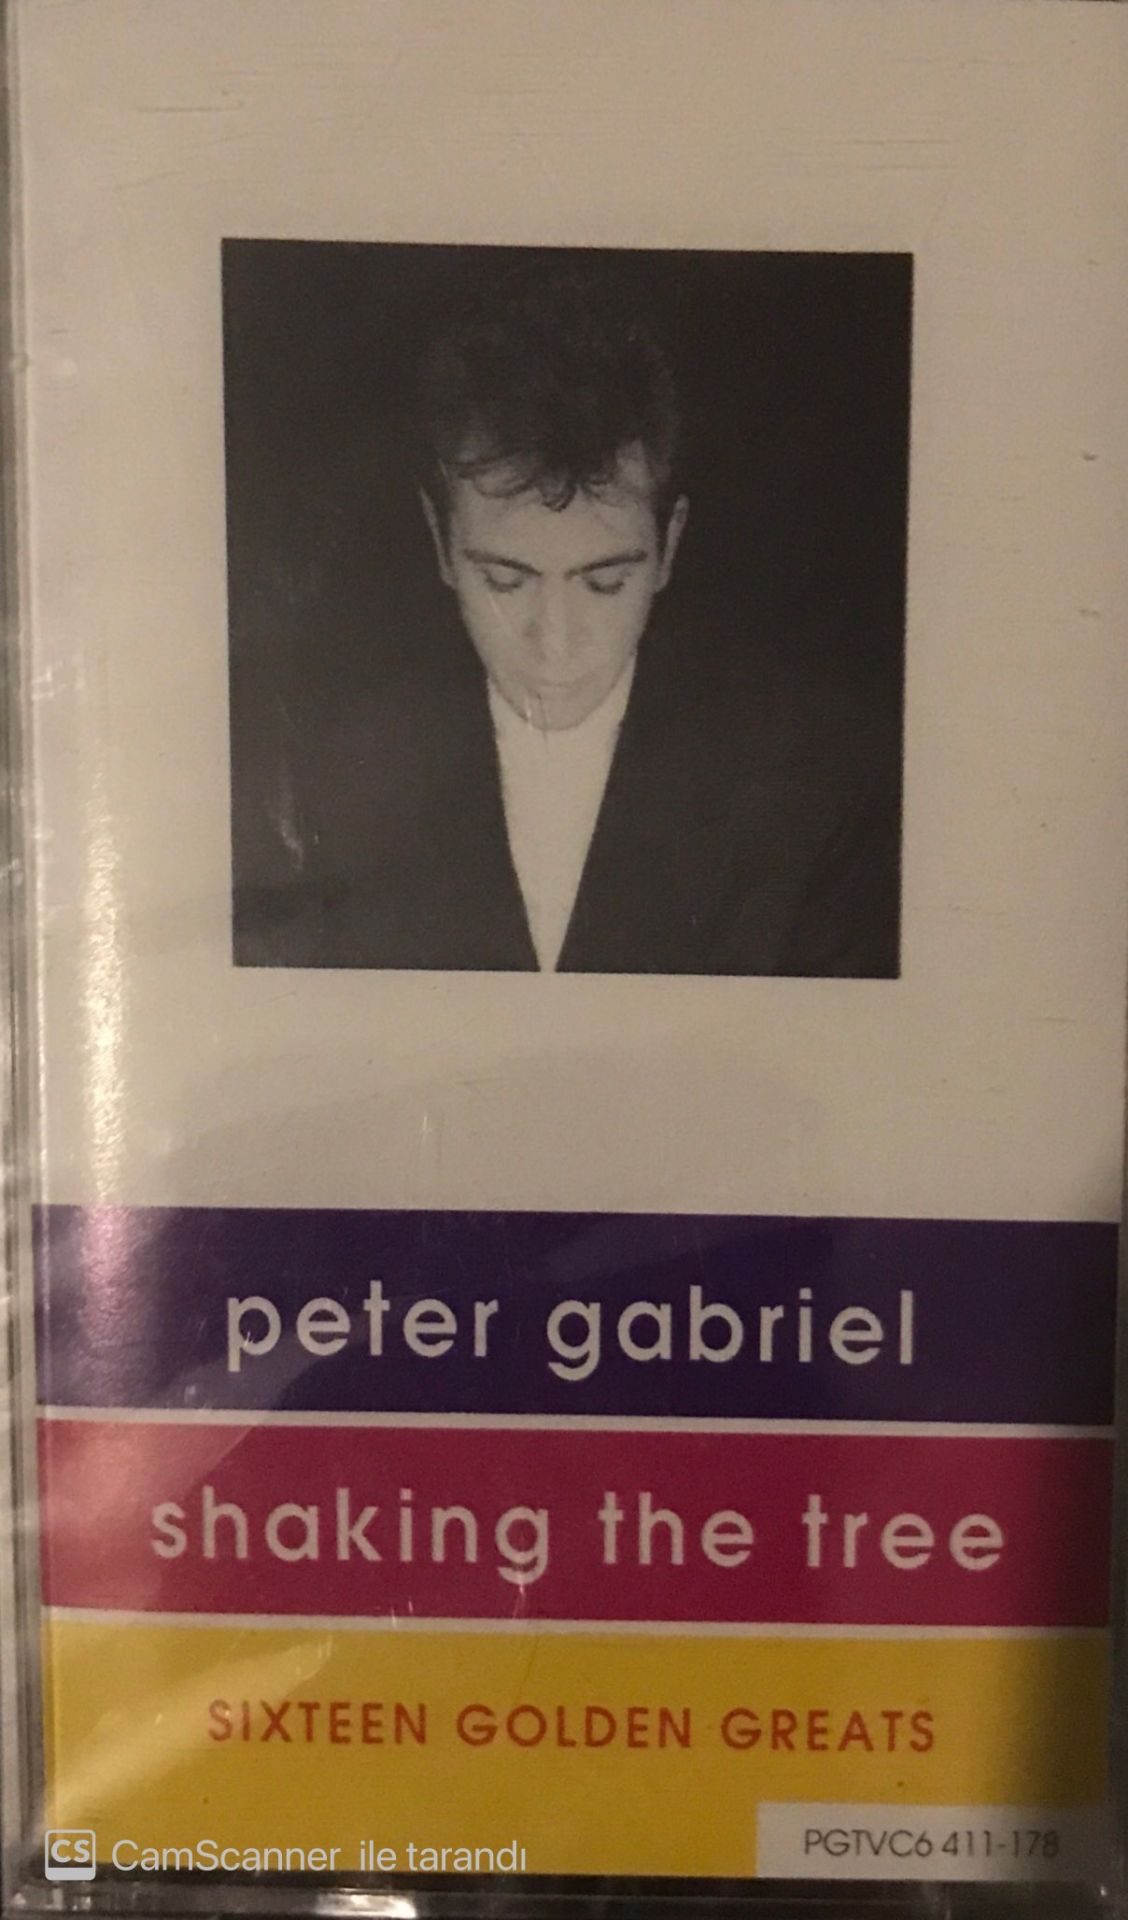 peter gabriel
shaking the tree
SIXTEEN GOLDEN GREATS
PGTVC6 411-178
CS CamScanner ile tarandı